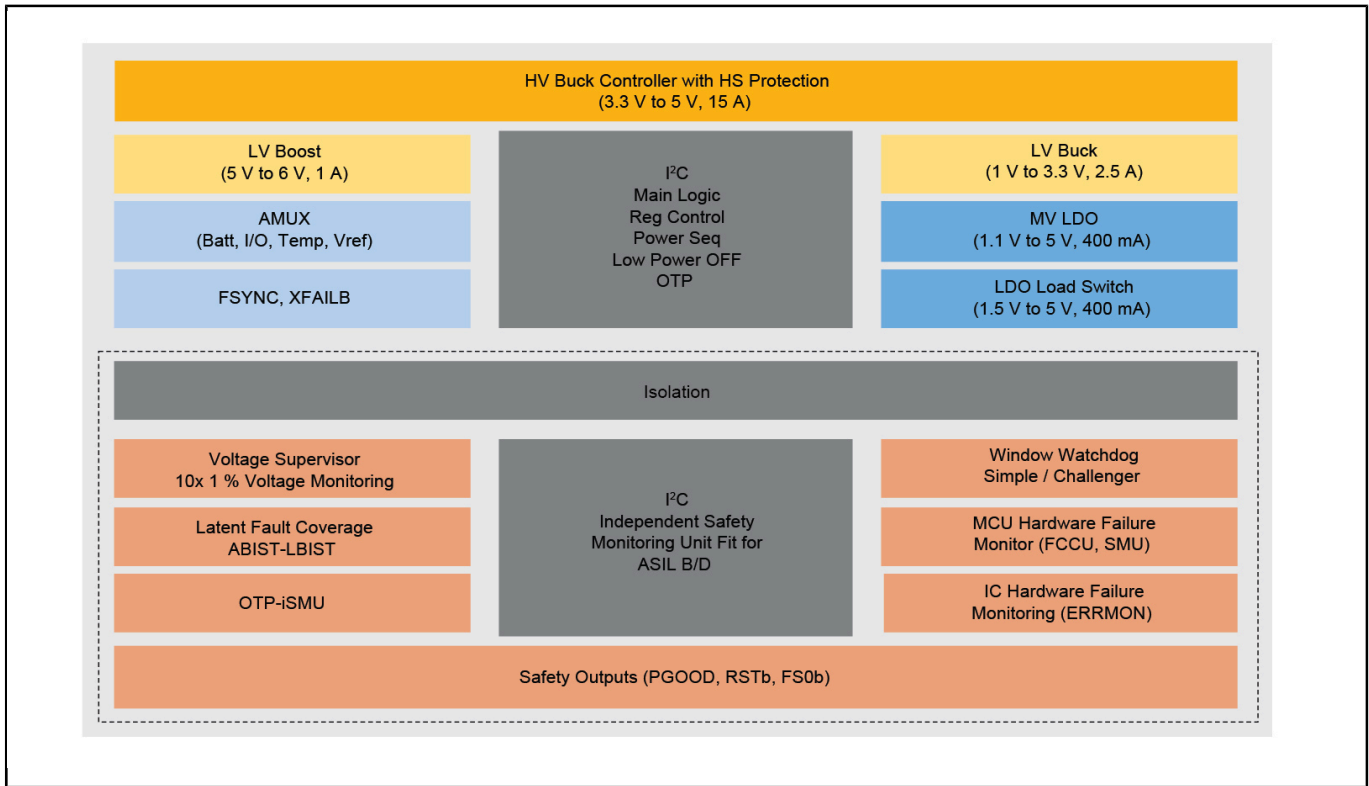 HV Buck Controller with HS Protection
(3.3 V to 5 V, 15 A)
LV Boost
(5 V to 6 V, 1 A)
AMUX
(Batt, I/O, Temp, Vref)
FSYNC, XFAILB
I²C
Main Logic
Reg Control
Power Seq
Low Power OFF
OTP
LV Buck
(1 V to 3.3 V, 2.5 A)
MV LDO
(1.1 V to 5 V, 400 mA)
LDO Load Switch
(1.5 V to 5 V, 400 mA)
Isolation
Voltage Supervisor
10x 1 % Voltage Monitoring
Latent Fault Coverage
ABIST-LBIST
OTP-iSMU
I²C
Independent Safety
Monitoring Unit Fit for
ASIL B/D
Window Watchdog
Simple / Challenger
MCU Hardware Failure
Monitor (FCCU, SMU)
IC Hardware Failure
Monitoring (ERRMON)
Safety Outputs (PGOOD, RSTb, FS0b)